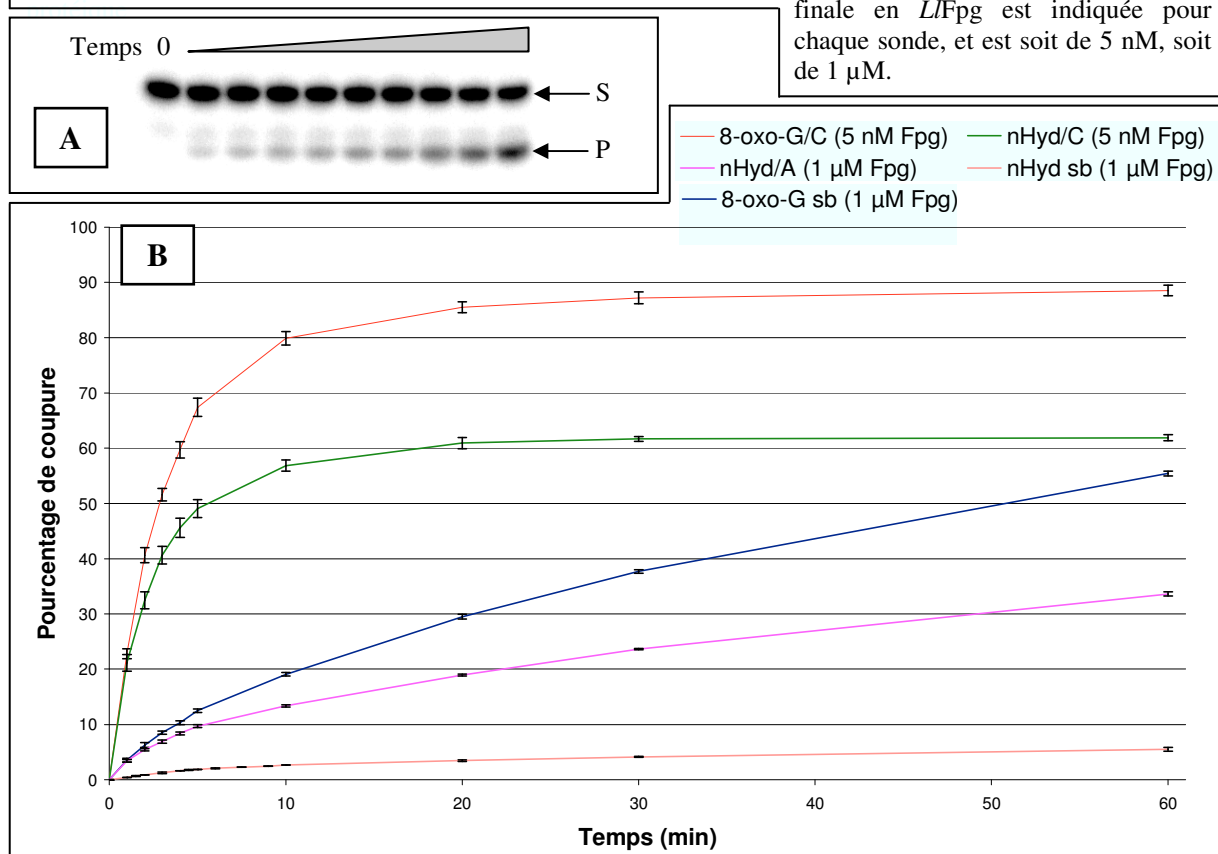 finale en LlFpg est indiquée pour
chaque sonde, et est soit de 5 nM, soit
de 1 µM.
Temps 0
S
A
P
8-oxo-G/C (5 nM Fpg)
nHyd/C (5 nM Fpg)
nHyd/A (1 µM Fpg)
nHyd sb (1 µM Fpg)
8-oxo-G sb (1 µM Fpg)
B
Pourcentage de coupure
100
90
80
70
60
50
40
30
20
10
0
0 10 20 30 40 50 60
Temps (min)